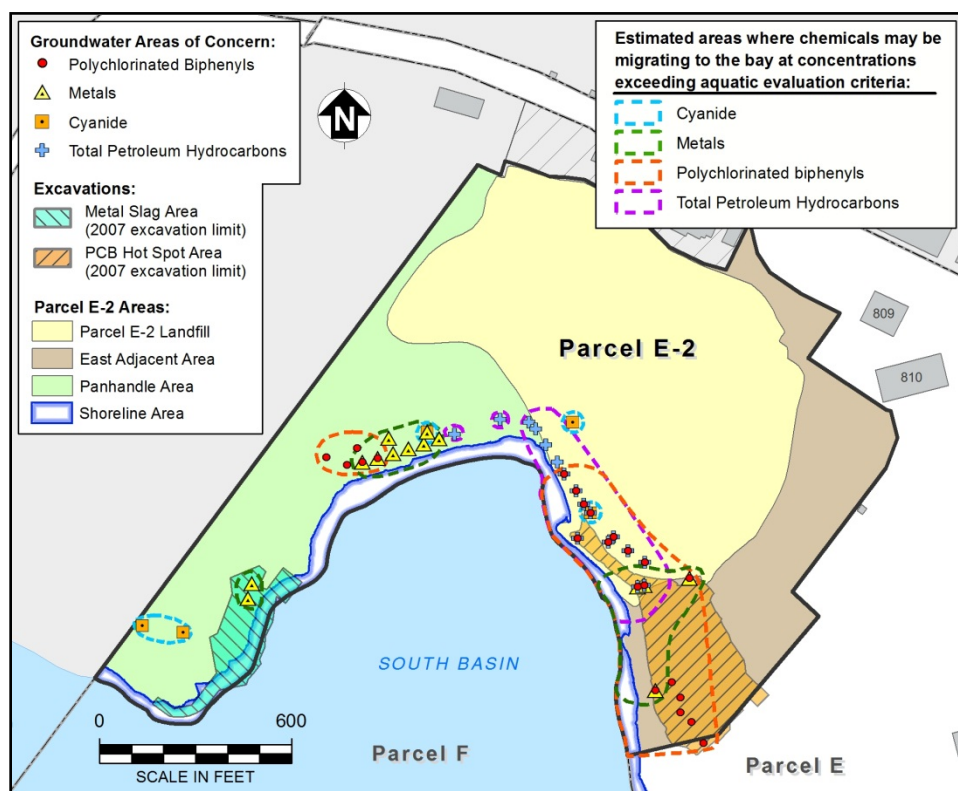 Groundwater Areas of Concern:
Polychlorinated Biphenyls
Metals
Cyanide
Total Petroleum Hydrocarbons
Excavations:
Metal Slag Area
(2007 excavation limit)
PCB Hot Spot Area
(2007 excavation limit)
Parcel E-2 Areas:
Parcel E-2 Landfill
East Adjacent Area
Panhandle Area
Shoreline Area
N
Estimated areas where chemicals may be
migrating to the bay at concentrations
exceeding aquatic evaluation criteria:
Cyanide
Metals
Polychlorinated biphenyls
Total Petroleum Hydrocarbons
809
810
Parcel E-2
SOUTH BASIN
0 600
SCALE IN FEET
Parcel F
Parcel E